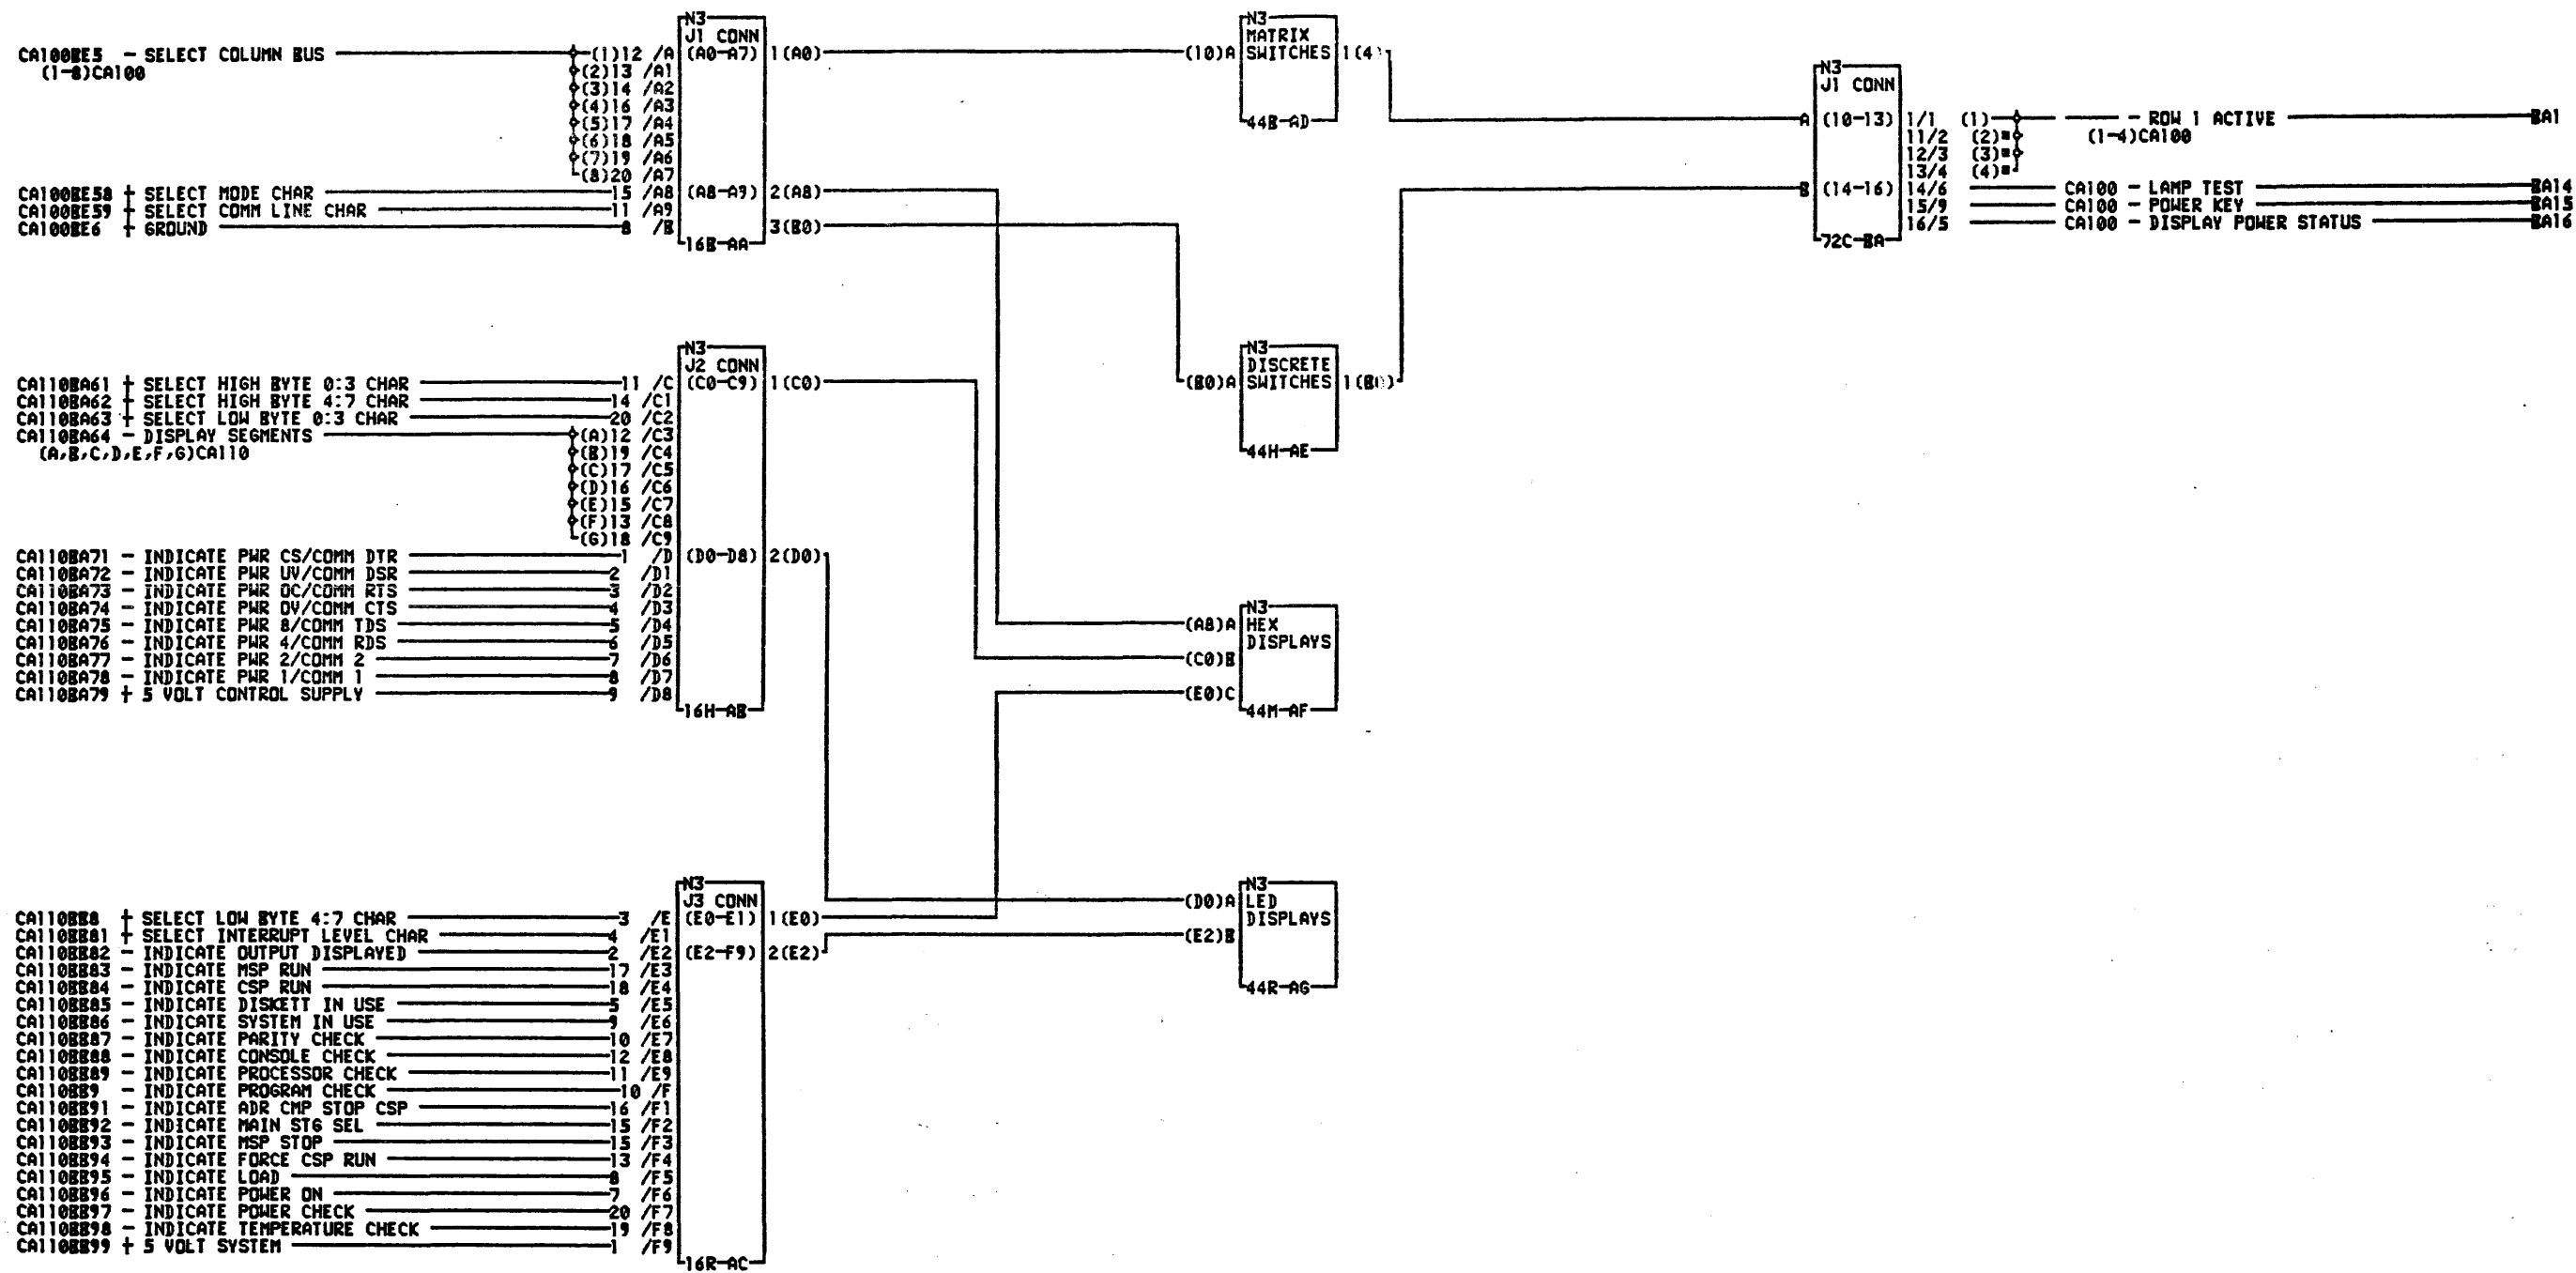 N3
J1 CONN
CA100BE5 - SELECT COLUMN BUS (1)12 /A (A0-A7) 1(A0)
(1-8)CA100 (2)13 /A1
(3)14 /A2
(4)16 /A3
(5)17 /A4
(6)18 /A5
(7)19 /A6
(8)20 /A7
CA100BE58 + SELECT MODE CHAR 15 /A8 (A8-A9) 2(A8)
CA100BE59 + SELECT COMM LINE CHAR 11 /A9
CA100BE6 + GROUND 8 /B 3(B0)
16B-AA
N3
MATRIX
(10)A SWITCHES 1(4)
44B-AD
N3
J1 CONN
A (10-13) 1/1 (1) - ROW 1 ACTIVE BA1
11/2 (2) (1-4)CA100
12/3 (3)
13/4 (4)
B (14-16) 14/6 CA100 - LAMP TEST BA14
15/9 CA100 - POWER KEY BA15
16/5 CA100 - DISPLAY POWER STATUS BA16
72C-BA
N3
J2 CONN
CA110BA61 + SELECT HIGH BYTE 0:3 CHAR 11 /C (C0-C9) 1(C0)
CA110BA62 + SELECT HIGH BYTE 4:7 CHAR 14 /C1
CA110BA63 + SELECT LOW BYTE 0:3 CHAR 20 /C2
CA110BA64 - DISPLAY SEGMENTS (A)12 /C3
(A,B,C,D,E,F,G)CA110 (B)19 /C4
(C)17 /C5
(D)16 /C6
(E)15 /C7
(F)13 /C8
(G)18 /C9
CA110BA71 - INDICATE PWR CS/COMM DTR 1 /D (D0-D8) 2(D0)
CA110BA72 - INDICATE PWR UV/COMM DSR 2 /D1
CA110BA73 - INDICATE PWR OC/COMM RTS 3 /D2
CA110BA74 - INDICATE PWR OV/COMM CTS 4 /D3
CA110BA75 - INDICATE PWR 8/COMM TDS 5 /D4
CA110BA76 - INDICATE PWR 4/COMM RDS 6 /D5
CA110BA77 - INDICATE PWR 2/COMM 2 7 /D6
CA110BA78 - INDICATE PWR 1/COMM 1 8 /D7
CA110BA79 + 5 VOLT CONTROL SUPPLY 9 /D8
16H-AB
N3
DISCRETE
(B0)A SWITCHES 1(B0)
44H-AE
N3
(A8)A HEX
DISPLAYS
(C0)B
(E0)C
44M-AF
N3
J3 CONN
CA110BB8 + SELECT LOW BYTE 4:7 CHAR 3 /E (E0-E1) 1(E0)
CA110BB81 + SELECT INTERRUPT LEVEL CHAR 4 /E1
CA110BB82 - INDICATE OUTPUT DISPLAYED 2 /E2 (E2-F9) 2(E2)
CA110BB83 - INDICATE MSP RUN 17 /E3
CA110BB84 - INDICATE CSP RUN 18 /E4
CA110BB85 - INDICATE DISKETT IN USE 5 /E5
CA110BB86 - INDICATE SYSTEM IN USE 9 /E6
CA110BB87 - INDICATE PARITY CHECK 10 /E7
CA110BB88 - INDICATE CONSOLE CHECK 12 /E8
CA110BB89 - INDICATE PROCESSOR CHECK 11 /E9
CA110BB9 - INDICATE PROGRAM CHECK 10 /F
CA110BB91 - INDICATE ADR CMP STOP CSP 16 /F1
CA110BB92 - INDICATE MAIN STG SEL 15 /F2
CA110BB93 - INDICATE MSP STOP 15 /F3
CA110BB94 - INDICATE FORCE CSP RUN 13 /F4
CA110BB95 - INDICATE LOAD 8 /F5
CA110BB96 - INDICATE POWER ON 7 /F6
CA110BB97 - INDICATE POWER CHECK 20 /F7
CA110BB98 - INDICATE TEMPERATURE CHECK 19 /F8
CA110BB99 + 5 VOLT SYSTEM 1 /F9
16R-AC
N3
(D0)A LED
DISPLAYS
(E2)B
44R-AG